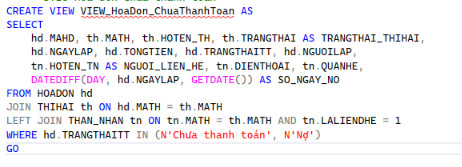 CREATE VIEW VIEW_HoaDon_ChuaThanhToan AS
SELECT
hd.MAHD, th.MATH, th.HOTEN_TH, th.TRANGTHAI AS TRANGTHAI_THIHAI,
hd.NGAYLAP, hd.TONGTIEN, hd.TRANGTHAITT, hd.NGUOILAP,
tn.HOTEN_TN AS NGUOI_LIEN_HE, tn.DIENTHOAI, tn.QUANHE,
DATEDIFF(DAY, hd.NGAYLAP, GETDATE()) AS SO_NGAY_NO
FROM HOADON hd
JOIN THIHAI th ON hd.MATH = th.MATH
LEFT JOIN THAN_NHAN tn ON tn.MATH = th.MATH AND tn.LALIENDHE = 1
WHERE hd.TRANGTHAITT IN (N'Chưa thanh toán', N'Nợ')
GO